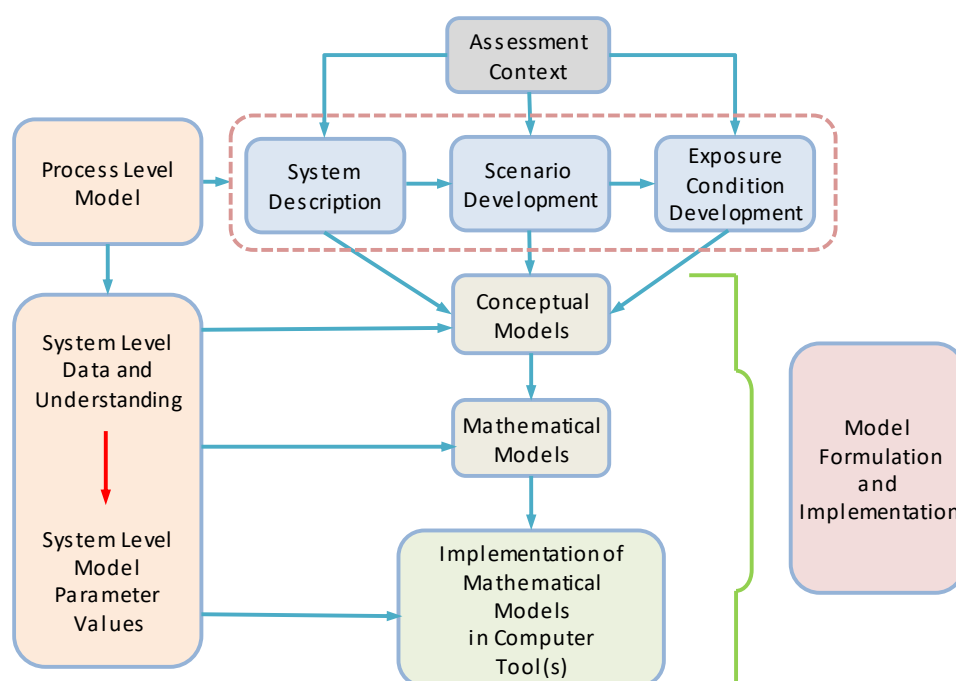 Assessment
Context
Process Level
Model
System
Description
Scenario
Development
Exposure
Condition
Development
Conceptual
Models
System Level
Data and
Understanding
Mathematical
Models
Model
Formulation
and
Implementation
System Level
Model
Parameter
Values
Implementation of
Mathematical
Models
in Computer
Tool(s)